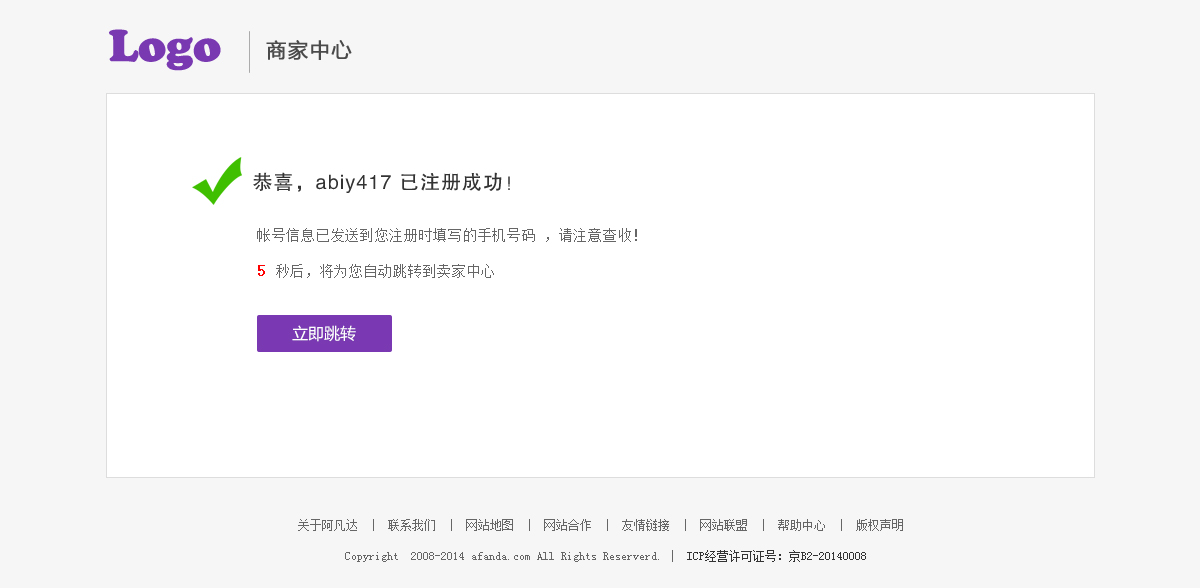 Logo 商家中心
恭喜，abiy417 已注册成功！
帐号信息已发送到您注册时填写的手机号码 ，请注意查收！
5 秒后，将为您自动跳转到卖家中心
立即跳转
关于阿凡达 | 联系我们 | 网站地图 | 网站合作 | 友情链接 | 网站联盟 | 帮助中心 | 版权声明
Copyright 2008-2014 afanda.com All Rights Reserverd. | ICP经营许可证号：京B2-20140008